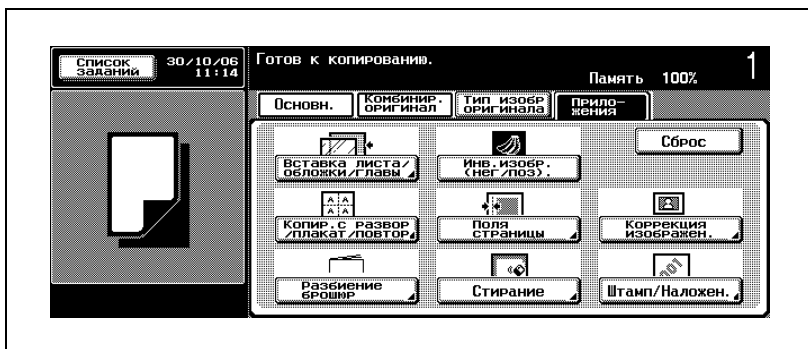 Список
заданий
30/10/06
11:14
Готов к копированию.
Память 100%
1
Основн.
Комбинир.
оригинал
Тип изобр
оригинала
Прило-
жения
Вставка листа/
обложки/главы
Инв.изобр.
(нег/поз).
Сброс
A A
A A
Копир.с развор
/плакат/повтор
Поля
страницы
Коррекция
изображен.
Разбиение
брошюр
Стирание
001
Штамп/Наложен.